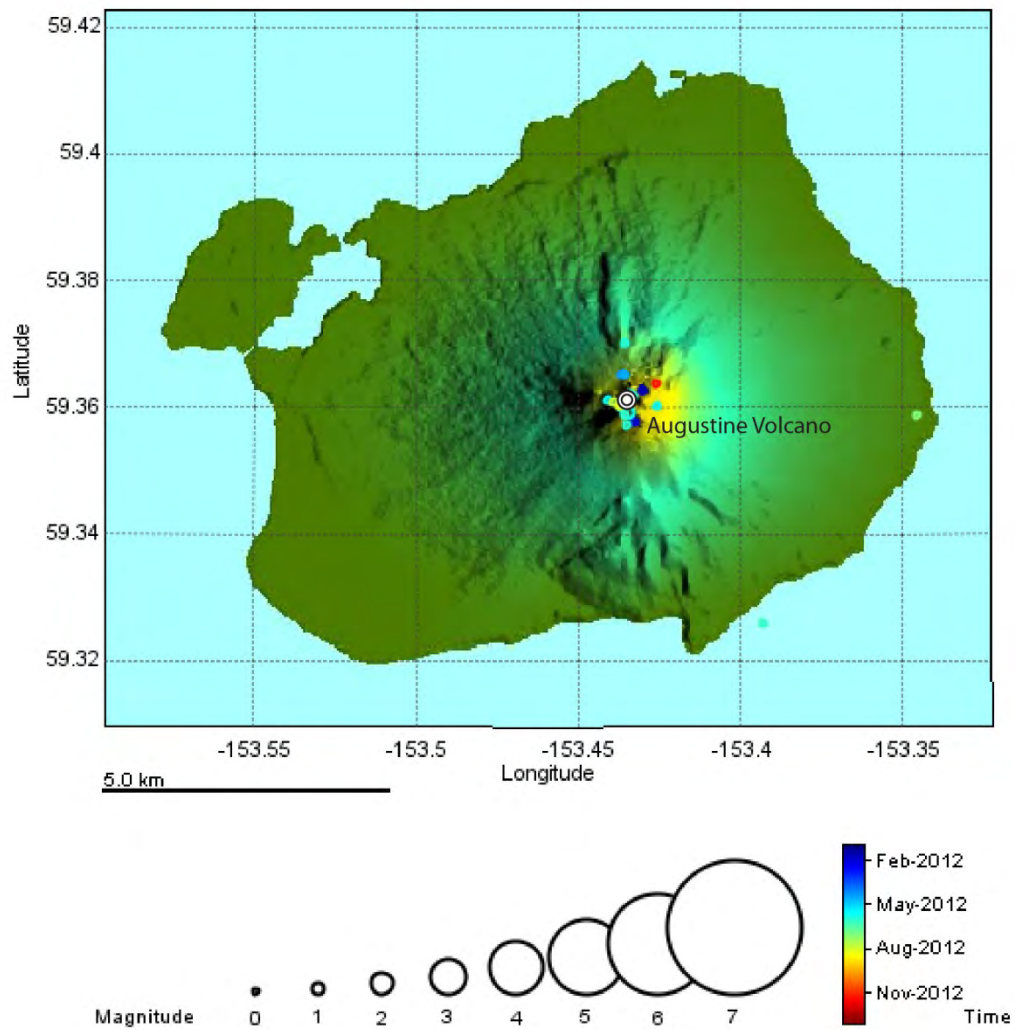 59.42
59.4
59.38
59.36
59.34
59.32
Latitude
Augustine Volcano
-153.55 -153.5 -153.45 -153.4 -153.35
Longitude
5.0 km
Feb-2012
May-2012
Aug-2012
Nov-2012
Magnitude 0 1 2 3 4 5 6 7 Time